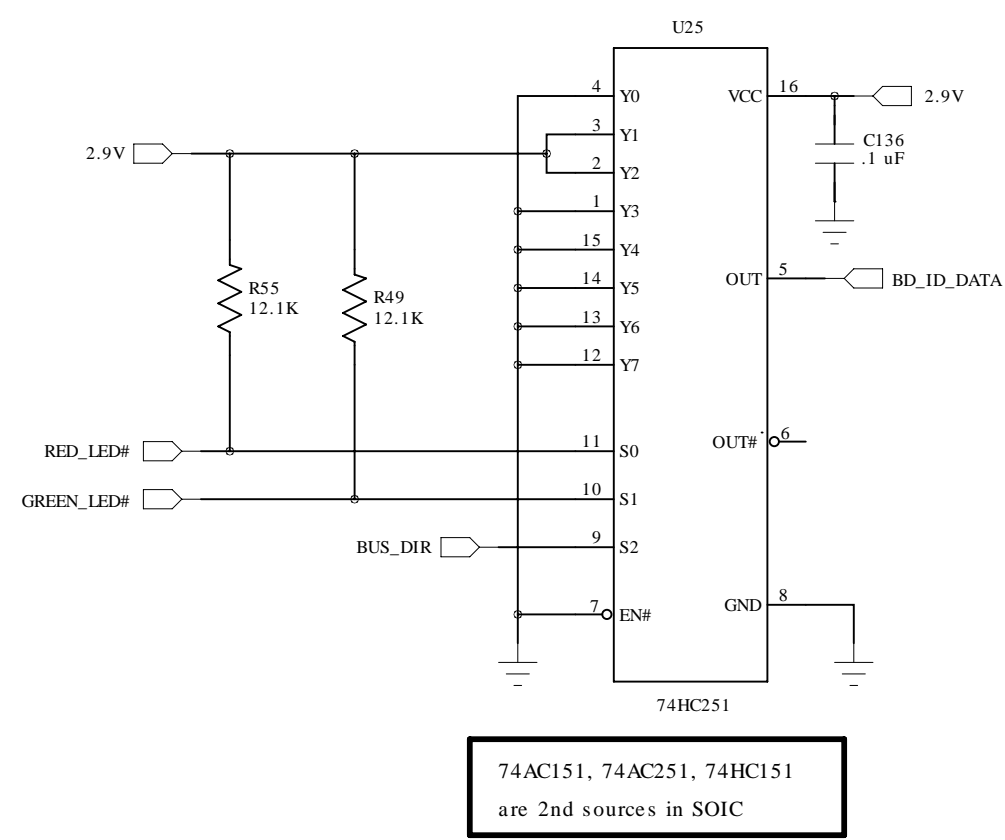 U25
4 Y0 VCC 16 2.9V
3 Y1
C136
.1 uF
2.9V
2 Y2
1 Y3
15 Y4
OUT 5 BD_ID_DATA
14 Y5
R55
12.1K
R49
12.1K
13 Y6
12 Y7
OUT# 6
RED_LED# 11 S0
GREEN_LED# 10 S1
BUS_DIR 9 S2
7 EN# GND 8
74HC251
74AC151, 74AC251, 74HC151
are 2nd sources in SOIC